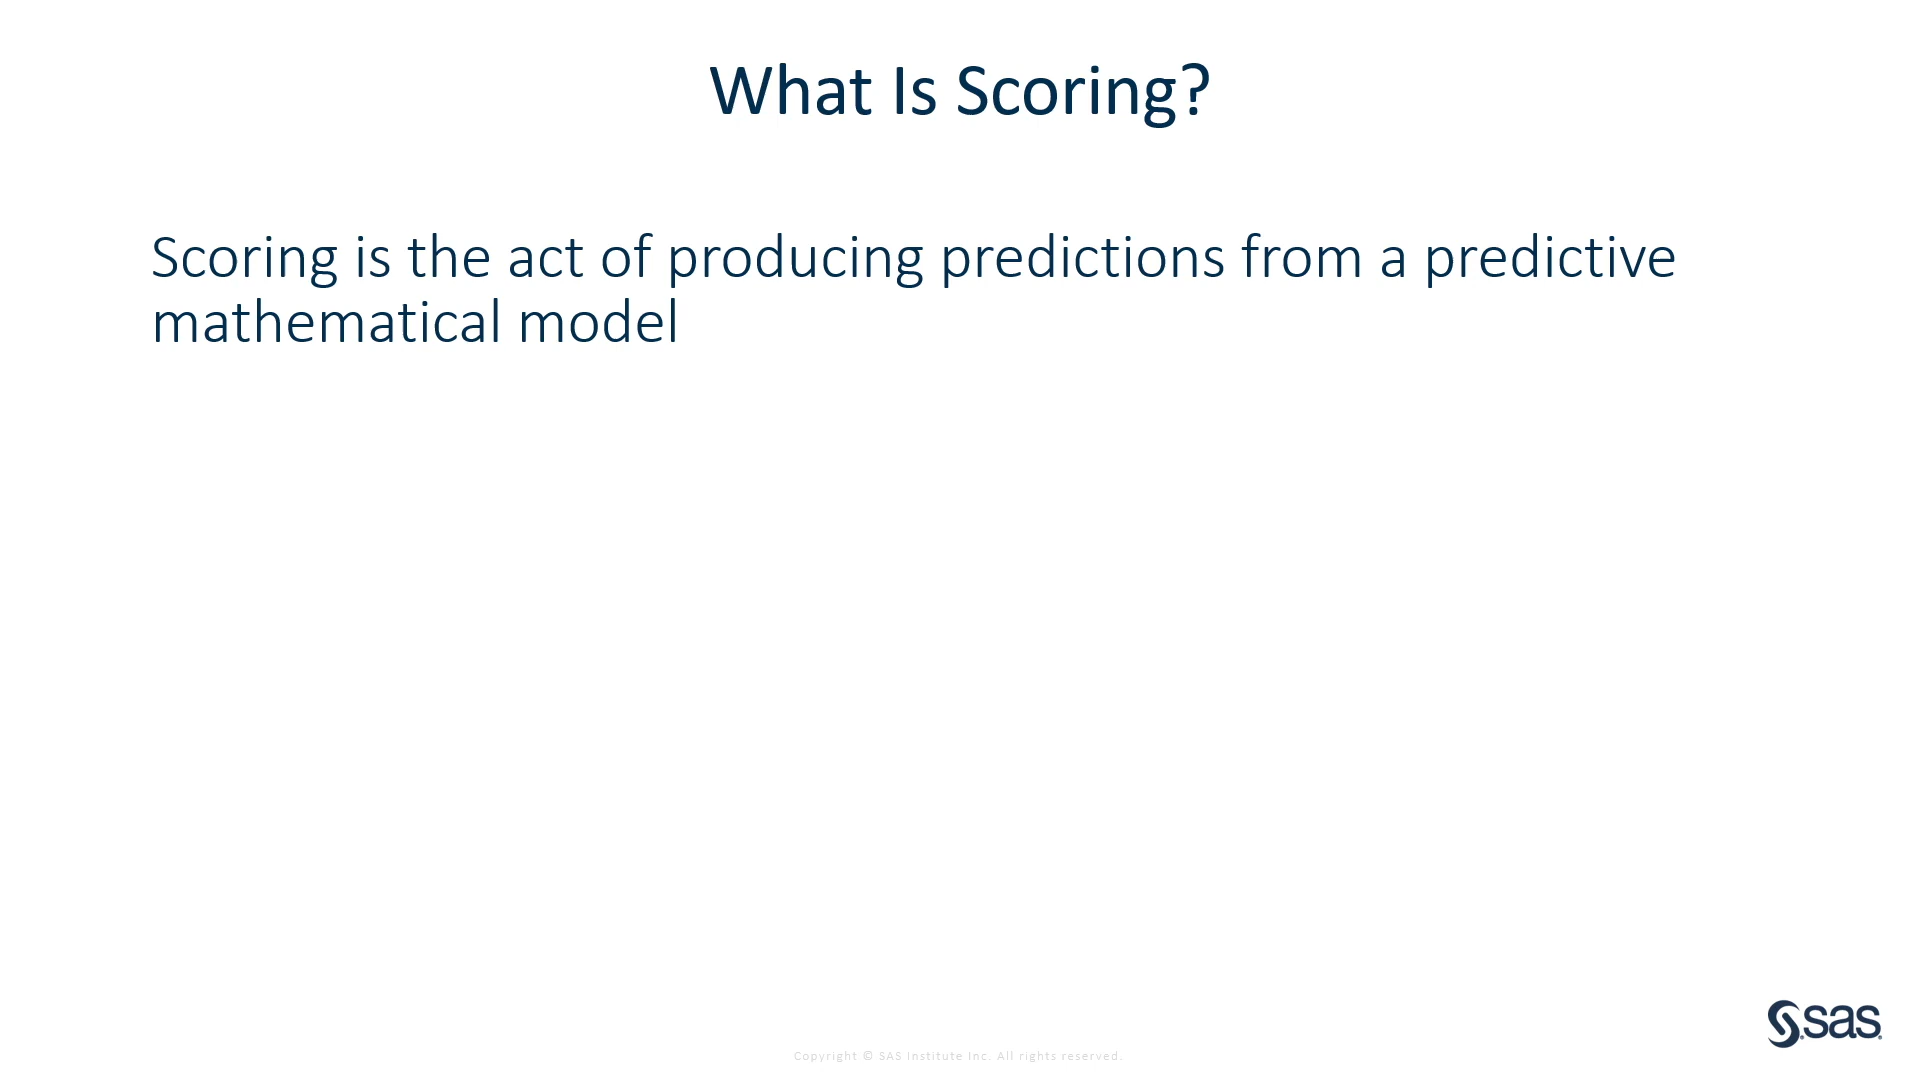 What Is Scoring?
Scoring is the act of producing predictions from a predictive
mathematical model
sas
Copyright © SAS Institute Inc. All rights reserved.